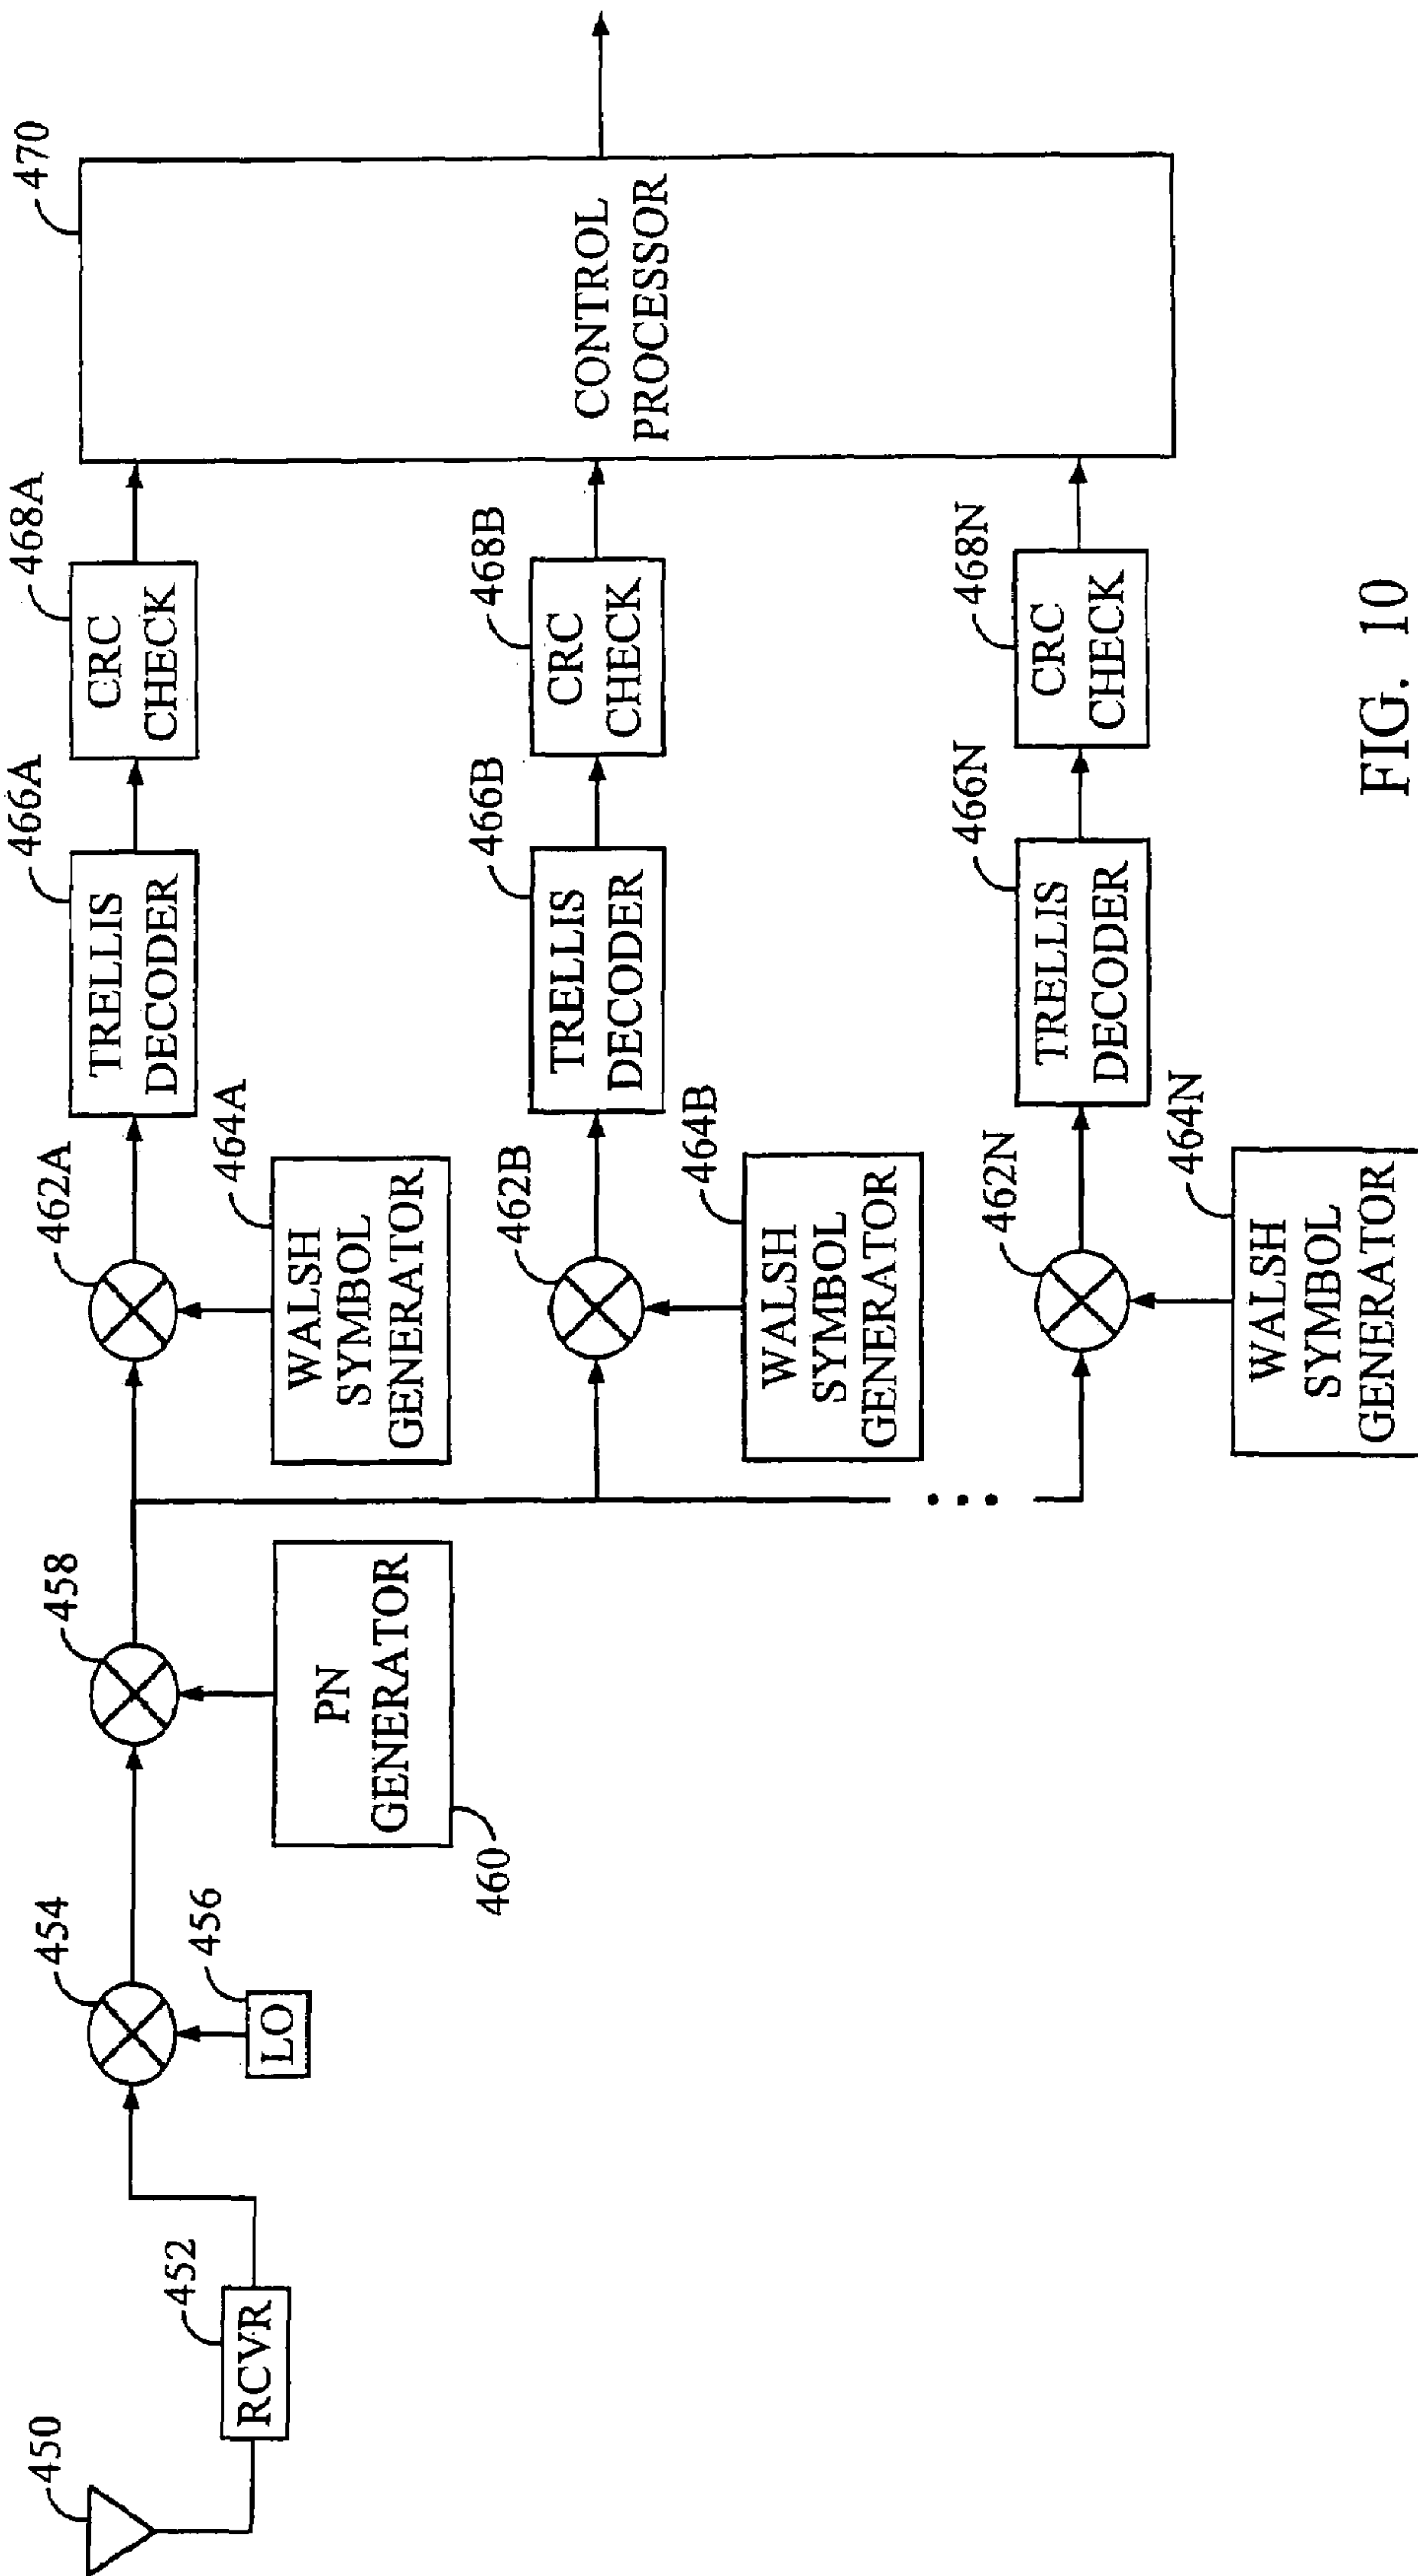 450
RCVR
452
454
LO
456
458
PN
GENERATOR
460
462A
WALSH
SYMBOL
GENERATOR
464A
TRELLIS
DECODER
466A
CRC
CHECK
468A
462B
WALSH
SYMBOL
GENERATOR
464B
TRELLIS
DECODER
466B
CRC
CHECK
468B
462N
WALSH
SYMBOL
GENERATOR
464N
TRELLIS
DECODER
466N
CRC
CHECK
468N
CONTROL
PROCESSOR
470
FIG. 10